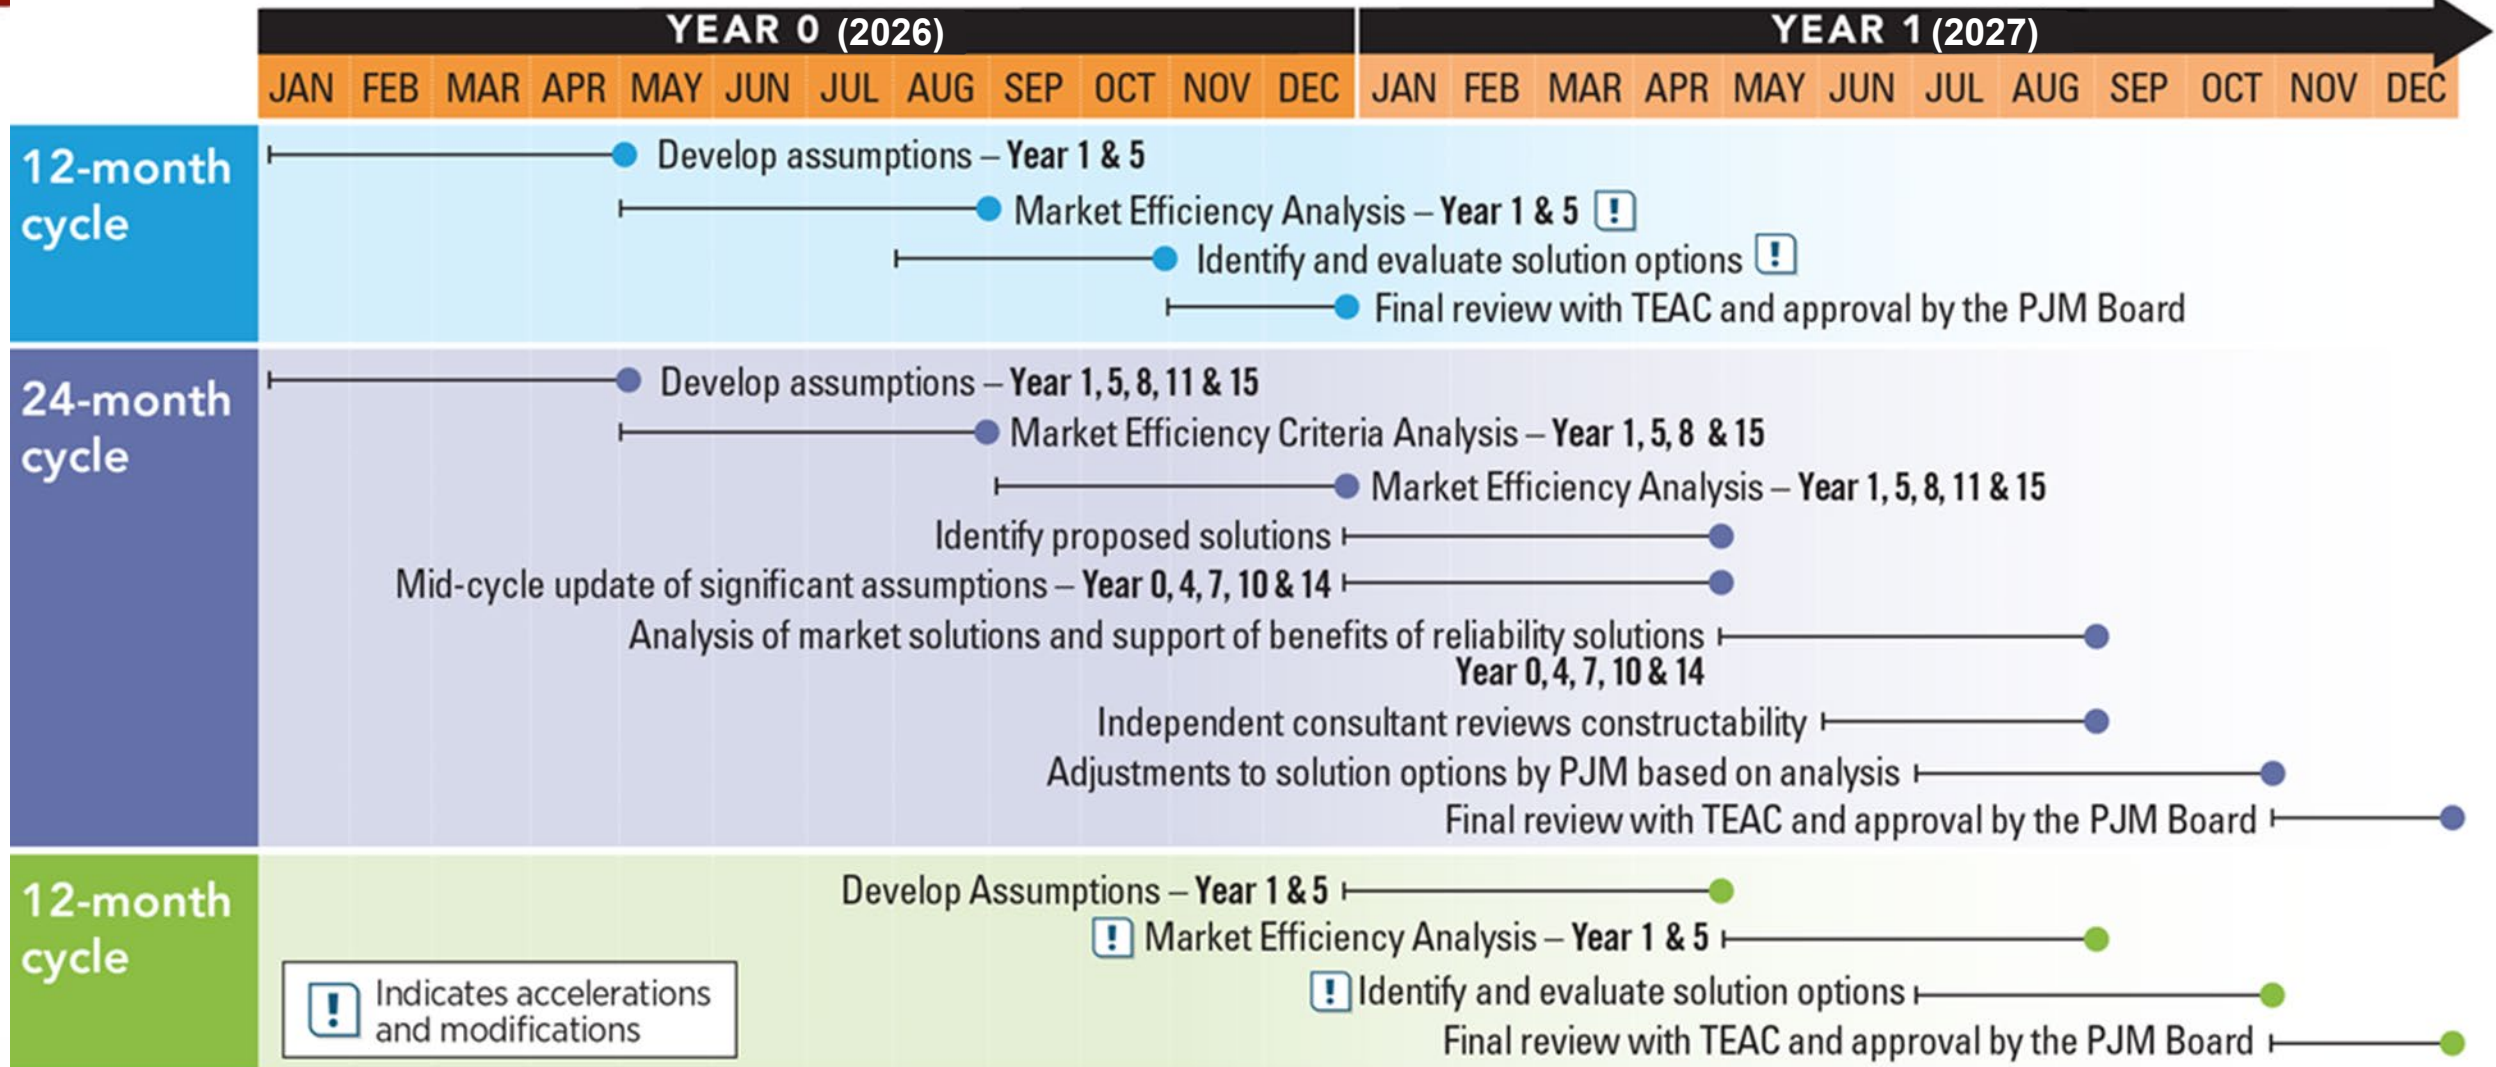 YEAR 0 (2026) YEAR 1 (2027)
JAN FEB MAR APR MAY JUN JUL AUG SEP OCT NOV DEC JAN FEB MAR APR MAY JUN JUL AUG SEP OCT NOV DEC
12-month
cycle
Develop assumptions – Year 1 & 5
Market Efficiency Analysis – Year 1 & 5 !
Identify and evaluate solution options !
Final review with TEAC and approval by the PJM Board
24-month
cycle
Develop assumptions – Year 1, 5, 8, 11 & 15
Market Efficiency Criteria Analysis – Year 1, 5, 8 & 15
Market Efficiency Analysis – Year 1, 5, 8, 11 & 15
Identify proposed solutions
Mid-cycle update of significant assumptions – Year 0, 4, 7, 10 & 14
Analysis of market solutions and support of benefits of reliability solutions
Year 0, 4, 7, 10 & 14
Independent consultant reviews constructability
Adjustments to solution options by PJM based on analysis
Final review with TEAC and approval by the PJM Board
12-month
cycle
Develop Assumptions – Year 1 & 5
! Market Efficiency Analysis – Year 1 & 5
! Identify and evaluate solution options
Final review with TEAC and approval by the PJM Board
! Indicates accelerations
and modifications